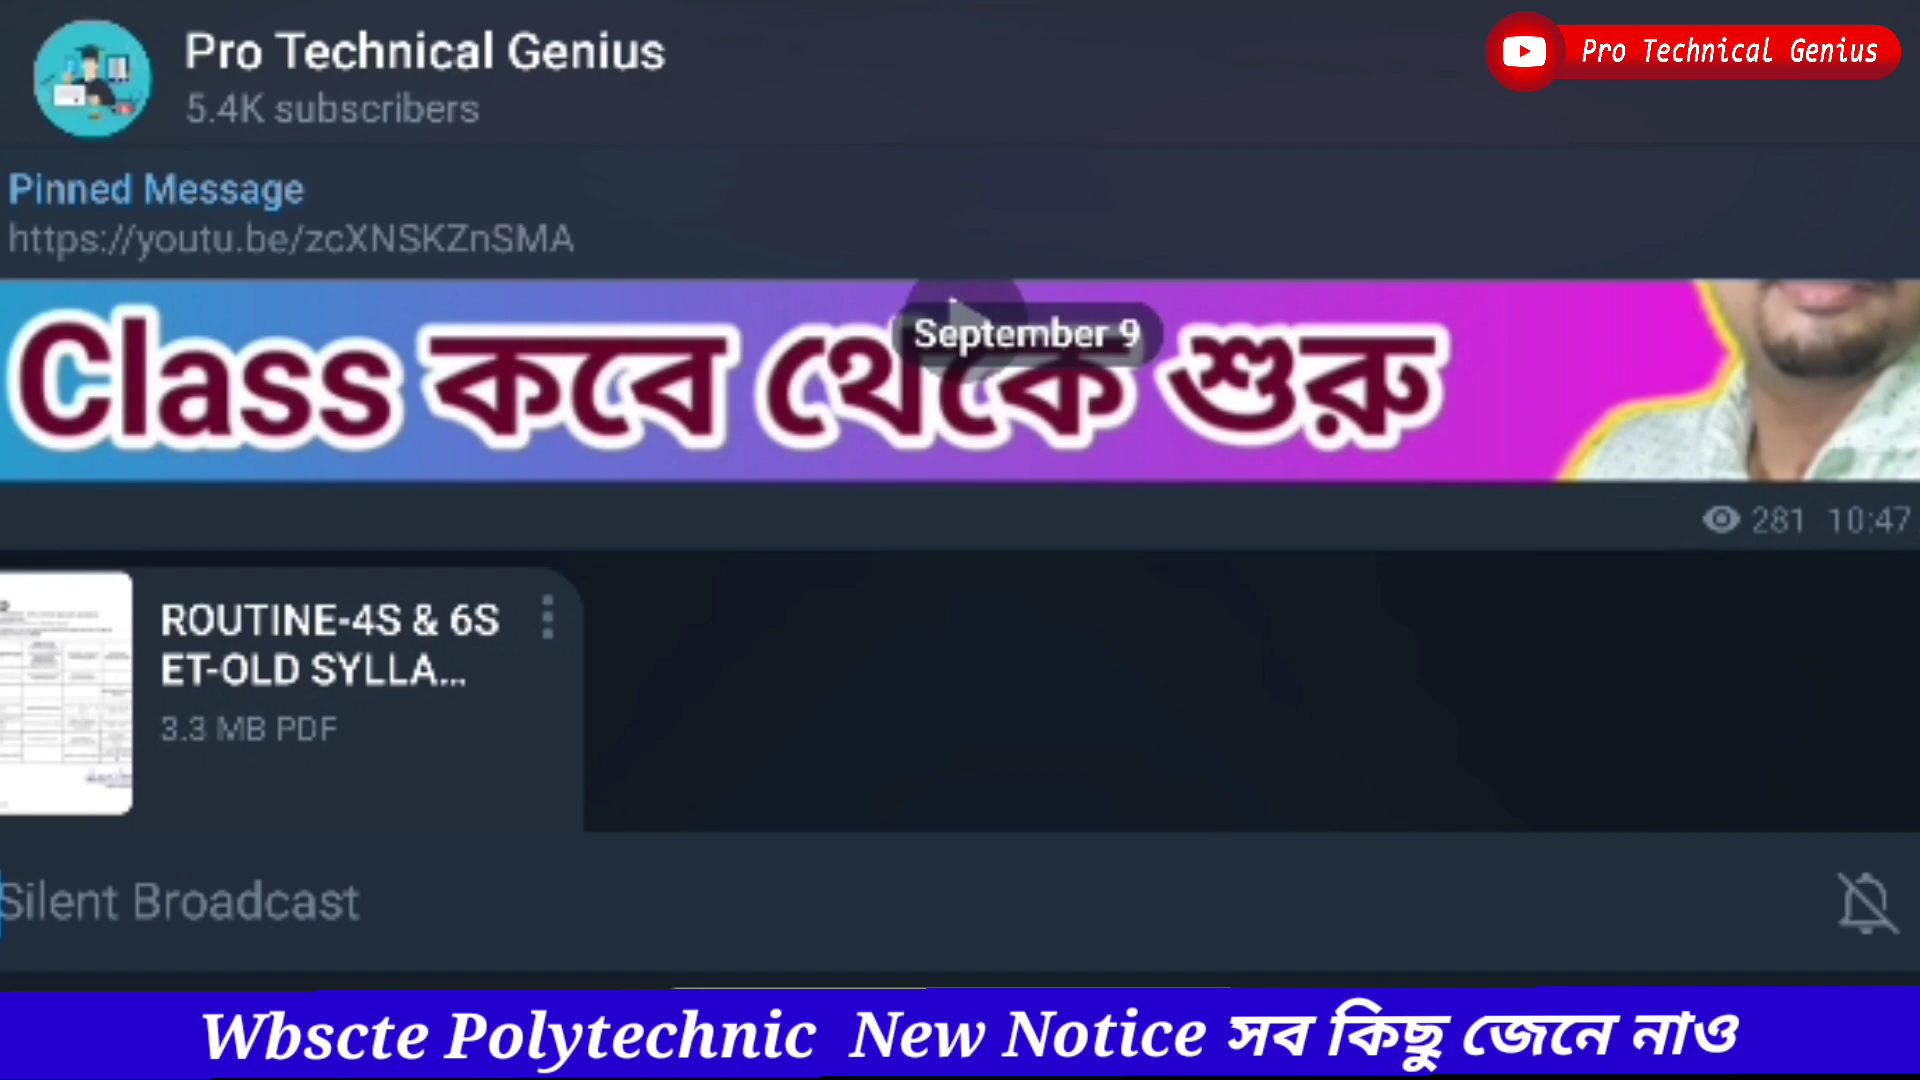 Pro Technical Genius
5.4K subscribers
Pro Technical Genius
Pinned Message
https://youtu.be/zcXNSKZnSMA
September 9
Class কবে থেকে শুরু
281 10:47
ROUTINE-4S & 6S
ET-OLD SYLLA...
3.3 MB PDF
Silent Broadcast
Wbscte Polytechnic New Notice সব কিছু জেনে নাও